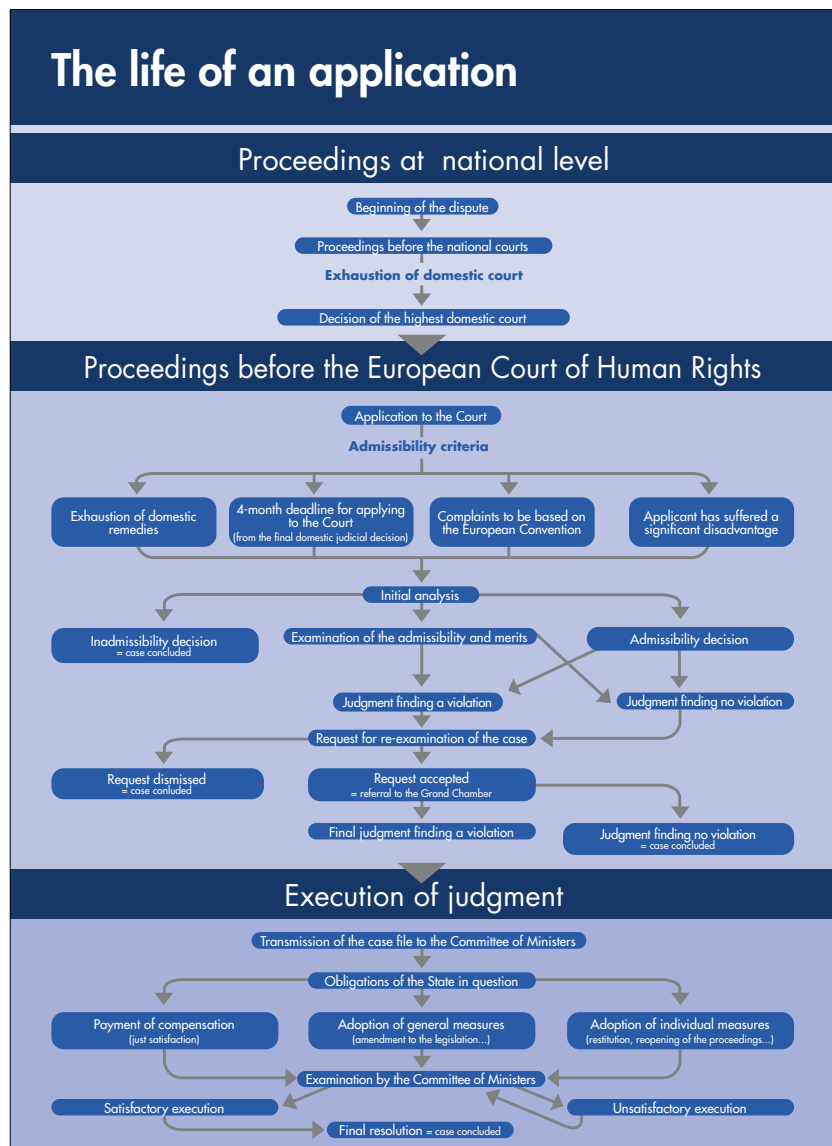 The life of an application
Proceedings at national level
Beginning of the dispute
Proceedings before the national courts
Exhaustion of domestic court
Decision of the highest domestic court
Proceedings before the European Court of Human Rights
Application to the Court
Admissibility criteria
Exhaustion of domestic
remedies
4-month deadline for applying
to the Court
(from the final domestic judicial decision)
Complaints to be based on
the European Convention
Applicant has suffered a
significant disadvantage
Initial analysis
Inadmissibility decision
= case concluded
Examination of the admissibility and merits
Admissibility decision
Judgment finding a violation
Judgment finding no violation
Request for re-examination of the case
Request dismissed
= case conluded
Request accepted
= referral to the Grand Chamber
Final judgment finding a violation
Judgment finding no violation
= case concluded
Execution of judgment
Transmission of the case file to the Committee of Ministers
Obligations of the State in question
Payment of compensation
(just satisfaction)
Adoption of general measures
(amendment to the legislation...)
Adoption of individual measures
(restitution, reopening of the proceedings...)
Examination by the Committee of Ministers
Satisfactory execution
Unsatisfactory execution
Final resolution = case concluded